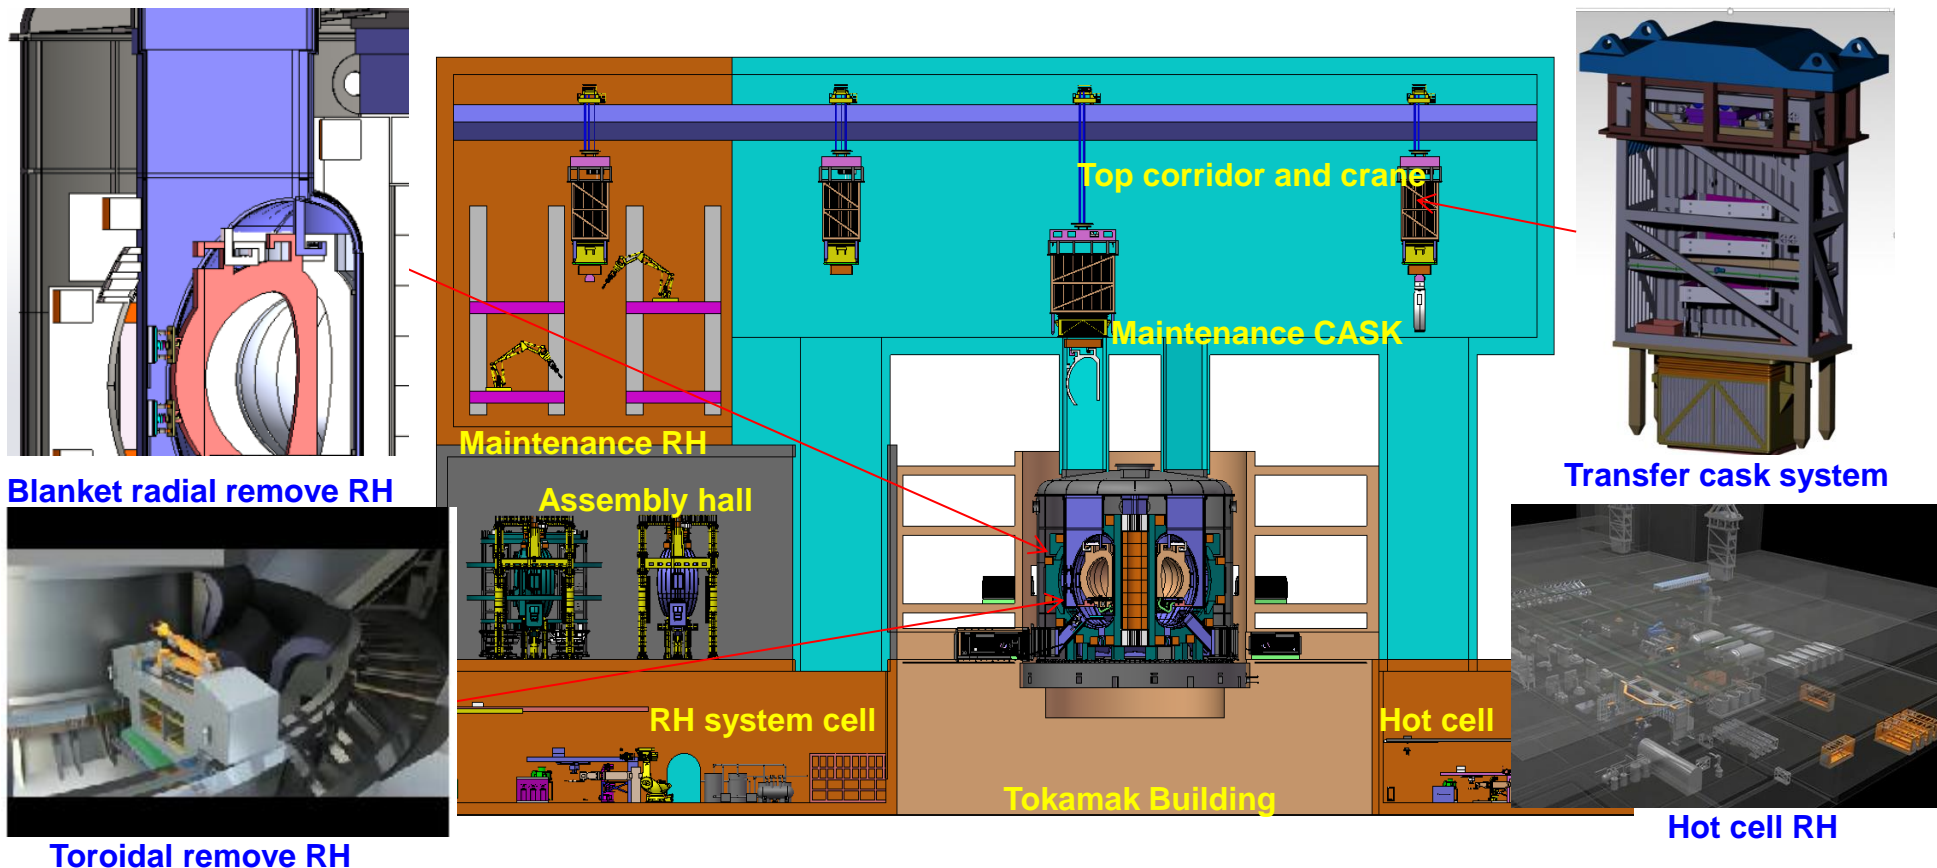 Top corridor and crane
Maintenance CASK
Maintenance RH
Blanket radial remove RH
Transfer cask system
Assembly hall
RH system cell
Hot cell
Tokamak Building
Hot cell RH
Toroidal remove RH